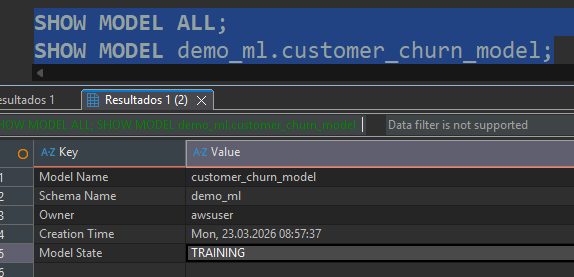 SHOW MODEL ALL;
SHOW MODEL demo_ml.customer_churn_model;
esultados 1
Resultados 1 (2)
HOW MODEL ALL; SHOW MODEL demo_ml.customer_churn_model
Data filter is not supported
A-Z Key
A-Z Value
1 Model Name customer_churn_model
2 Schema Name demo_ml
3 Owner awsuser
4 Creation Time Mon, 23.03.2026 08:57:37
5 Model State TRAINING
6